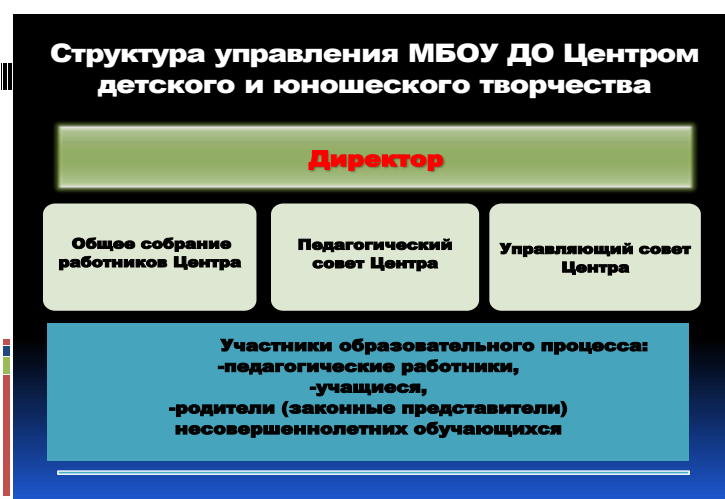 Структура управления МБОУ ДО Центром
детского и юношеского творчества
Директор
Общее собрание
работников Центра
Педагогический
совет Центра
Управляющий совет
Центра
Участники образовательного процесса:
-педагогические работники,
-учащиеся,
-родители (законные представители)
несовершеннолетних обучающихся